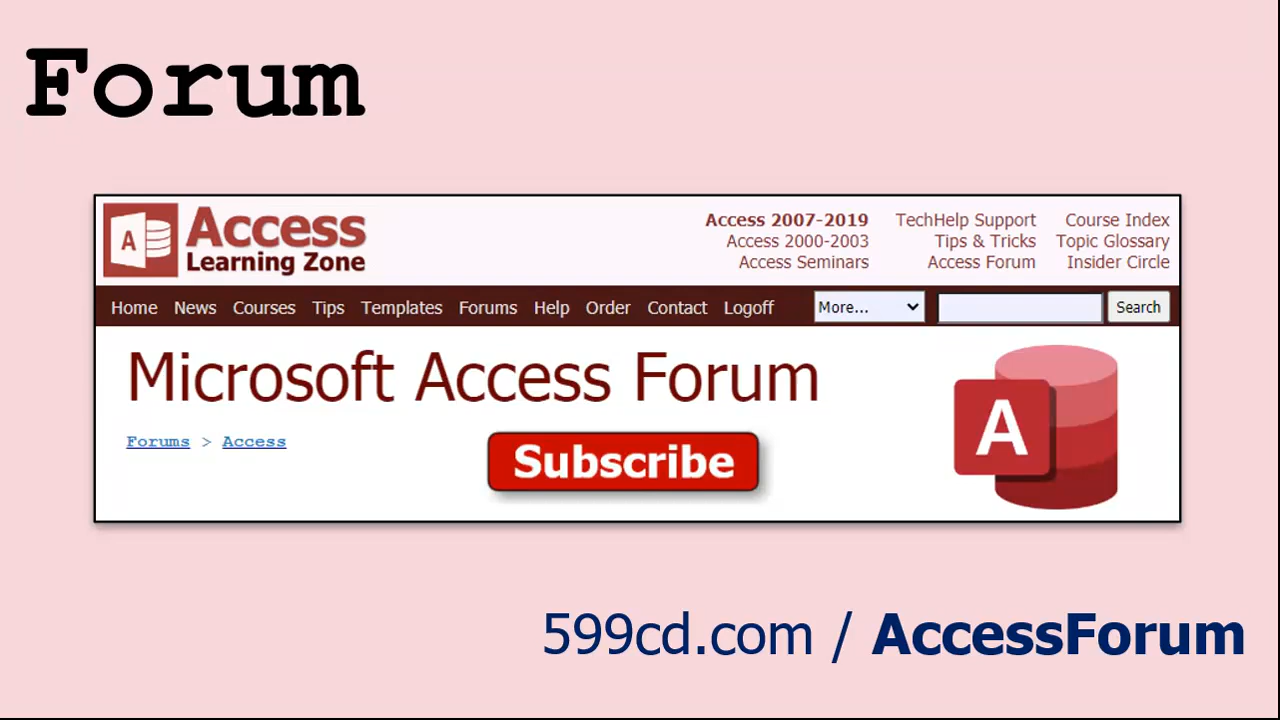 Forum
Access
Learning Zone
Access 2007-2019 TechHelp Support Course Index
Access 2000-2003 Tips & Tricks Topic Glossary
Access Seminars Access Forum Insider Circle
Home News Courses Tips Templates Forums Help Order Contact Logoff More... Search
Microsoft Access Forum
Forums > Access
Subscribe
A
A
599cd.com / AccessForum